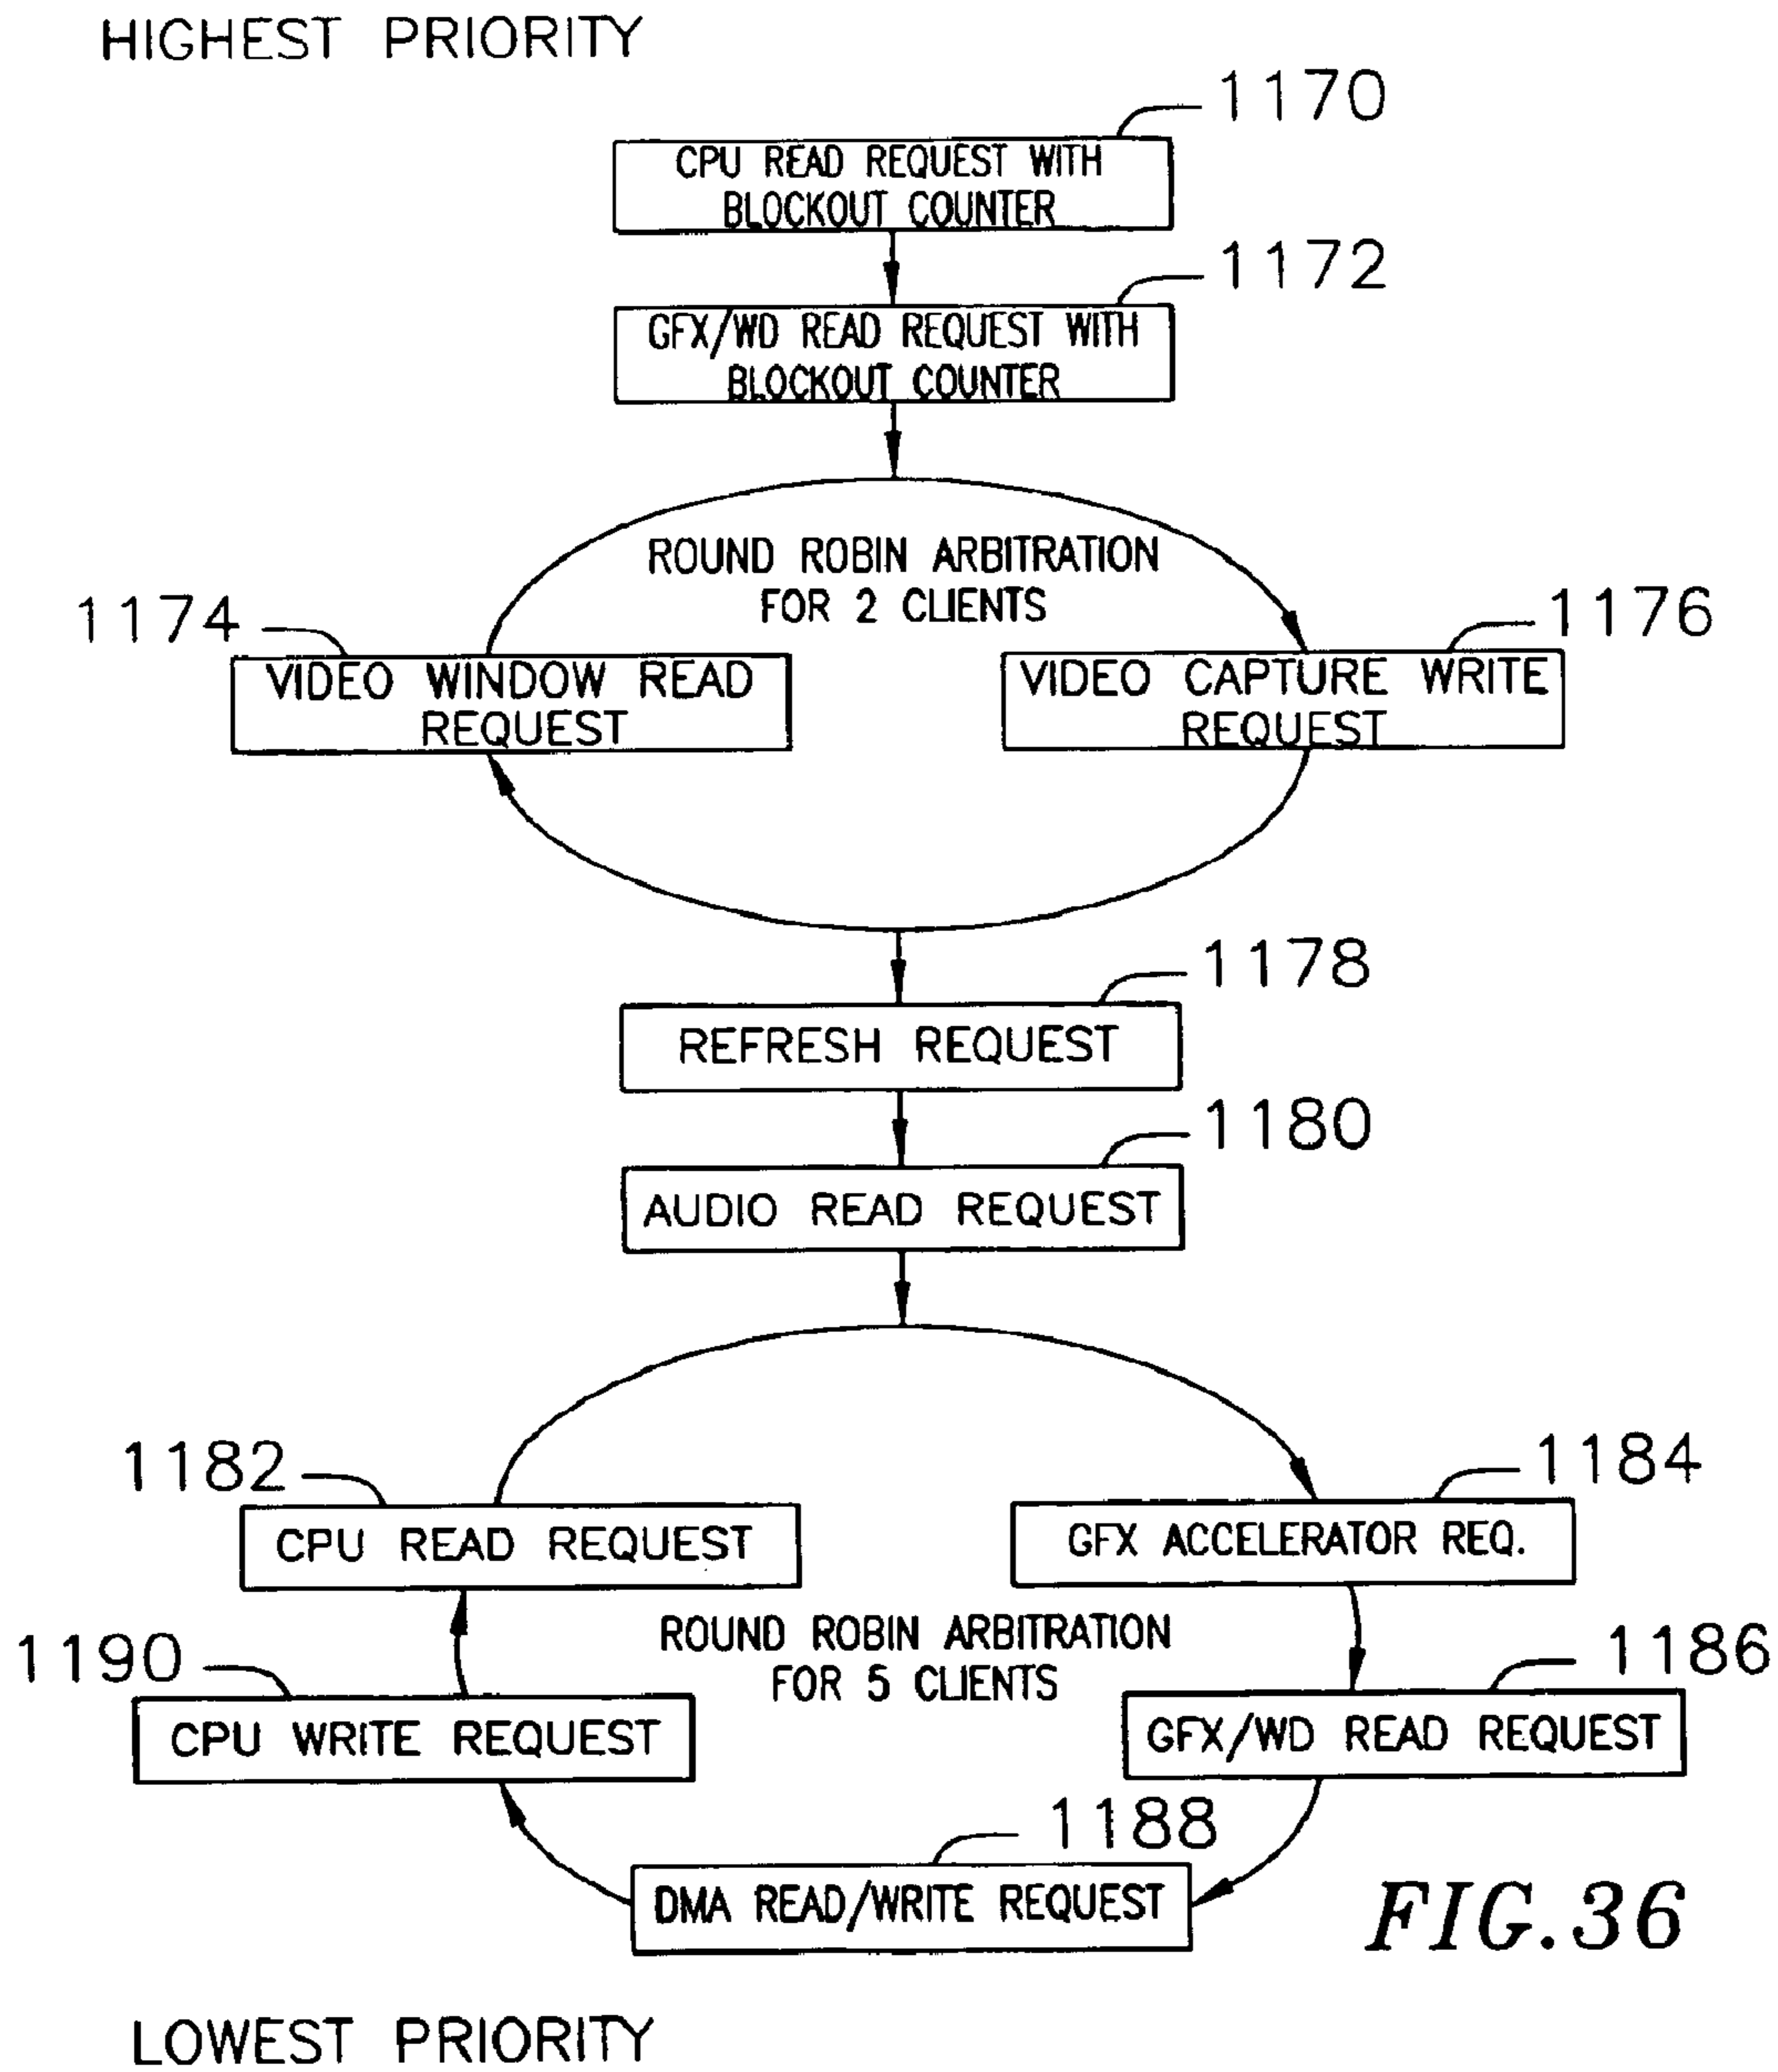 HIGHEST PRIORITY
1170
CPU READ REQUEST WITH
BLOCKOUT COUNTER
1172
GFX/WD READ REQUEST WITH
BLOCKOUT COUNTER
ROUND ROBIN ARBITRATION
FOR 2 CLIENTS
1174
1176
VIDEO WINDOW READ
REQUEST
VIDEO CAPTURE WRITE
REQUEST
1178
REFRESH REQUEST
1180
AUDIO READ REQUEST
1182
1184
CPU READ REQUEST
GFX ACCELERATOR REQ.
ROUND ROBIN ARBITRATION
FOR 5 CLIENTS
1190
1186
CPU WRITE REQUEST
GFX/WD READ REQUEST
1188
DMA READ/WRITE REQUEST
FIG.36
LOWEST PRIORITY